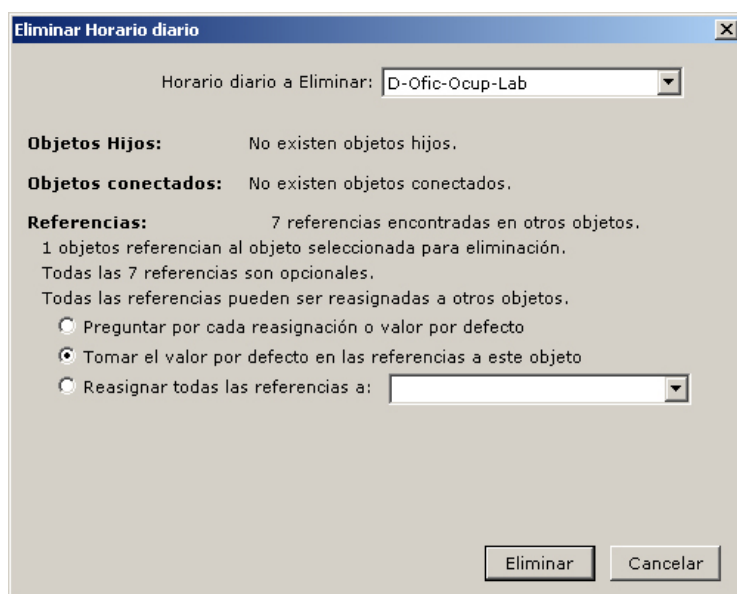 Eliminar Horario diario
Horario diario a Eliminar: D-Ofic-Ocup-Lab
Objetos Hijos: No existen objetos hijos.
Objetos conectados: No existen objetos conectados.
Referencias: 7 referencias encontradas en otros objetos.
1 objetos referencian al objeto seleccionada para eliminación.
Todas las 7 referencias son opcionales.
Todas las referencias pueden ser reasignadas a otros objetos.
Preguntar por cada reasignación o valor por defecto
Tomar el valor por defecto en las referencias a este objeto
Reasignar todas las referencias a:
Eliminar Cancelar